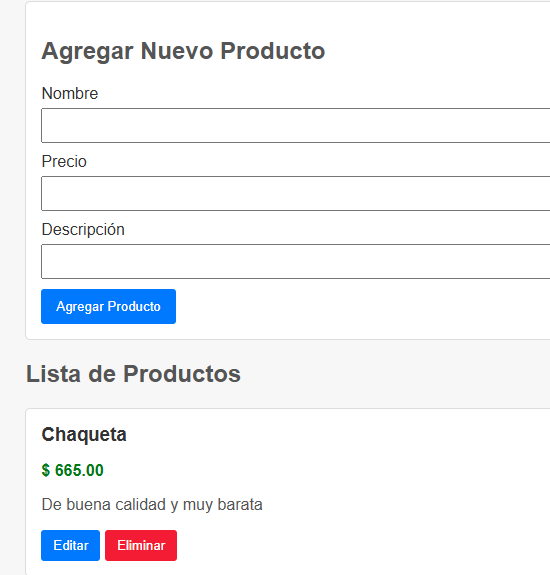 Agregar Nuevo Producto
Nombre
Precio
Descripción
Agregar Producto
Lista de Productos
Chaqueta
$ 665.00
De buena calidad y muy barata
Editar Eliminar